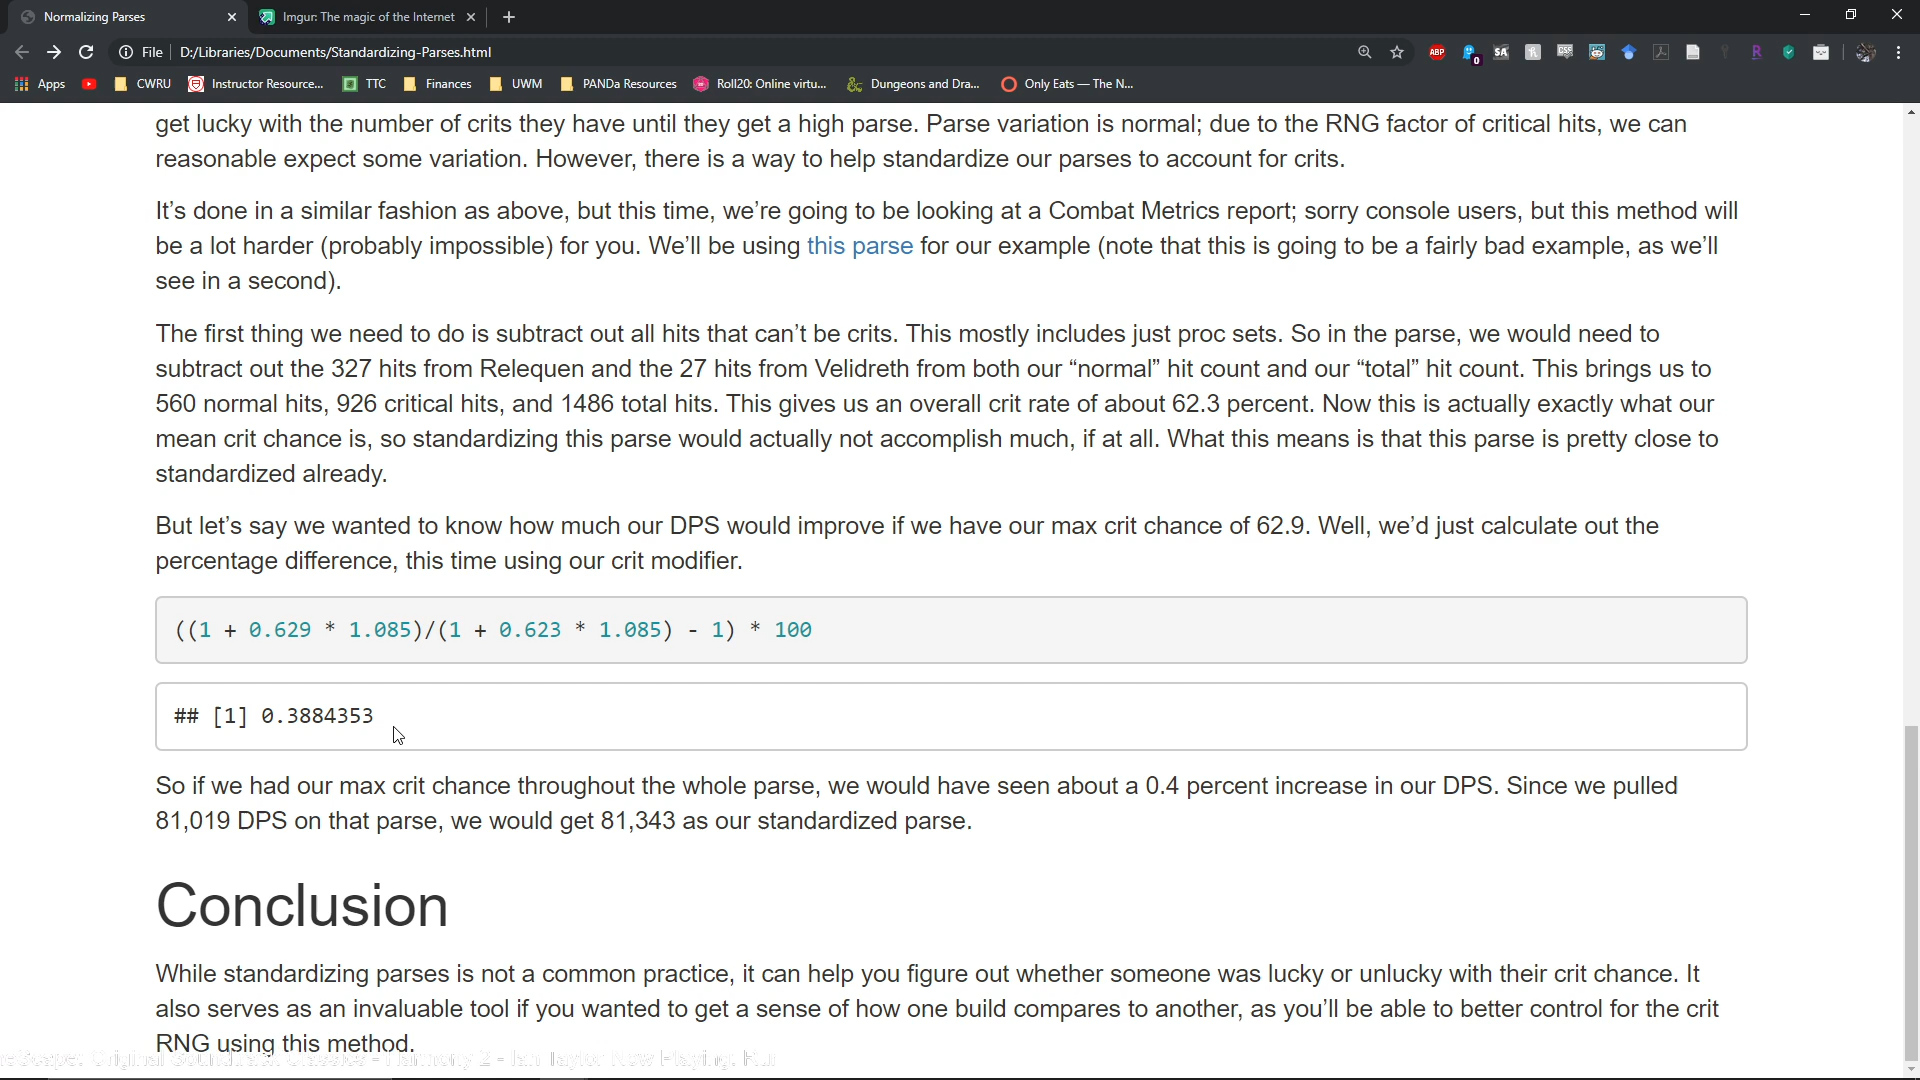 Normalizing Parses
Imgur: The magic of the Internet
File D:/Libraries/Documents/Standardizing-Parses.html
ABP
0
Apps CWRU Instructor Resource... TTC Finances UWM PANDa Resources Roll20: Online virtu... Dungeons and Dra... Only Eats — The N...
get lucky with the number of crits they have until they get a high parse. Parse variation is normal; due to the RNG factor of critical hits, we can
reasonable expect some variation. However, there is a way to help standardize our parses to account for crits.
It’s done in a similar fashion as above, but this time, we’re going to be looking at a Combat Metrics report; sorry console users, but this method will
be a lot harder (probably impossible) for you. We’ll be using this parse for our example (note that this is going to be a fairly bad example, as we’ll
see in a second).
The first thing we need to do is subtract out all hits that can’t be crits. This mostly includes just proc sets. So in the parse, we would need to
subtract out the 327 hits from Relequen and the 27 hits from Velidreth from both our “normal” hit count and our “total” hit count. This brings us to
560 normal hits, 926 critical hits, and 1486 total hits. This gives us an overall crit rate of about 62.3 percent. Now this is actually exactly what our
mean crit chance is, so standardizing this parse would actually not accomplish much, if at all. What this means is that this parse is pretty close to
standardized already.
But let’s say we wanted to know how much our DPS would improve if we have our max crit chance of 62.9. Well, we’d just calculate out the
percentage difference, this time using our crit modifier.
((1 + 0.629 * 1.085)/(1 + 0.623 * 1.085) - 1) * 100
## [1] 0.3884353
So if we had our max crit chance throughout the whole parse, we would have seen about a 0.4 percent increase in our DPS. Since we pulled
81,019 DPS on that parse, we would get 81,343 as our standardized parse.
Conclusion
While standardizing parses is not a common practice, it can help you figure out whether someone was lucky or unlucky with their crit chance. It
also serves as an invaluable tool if you wanted to get a sense of how one build compares to another, as you’ll be able to better control for the crit
RNG using this method.
Original Soundtrack Classics - Harmony 2 - Ian Taylor Now Playing: